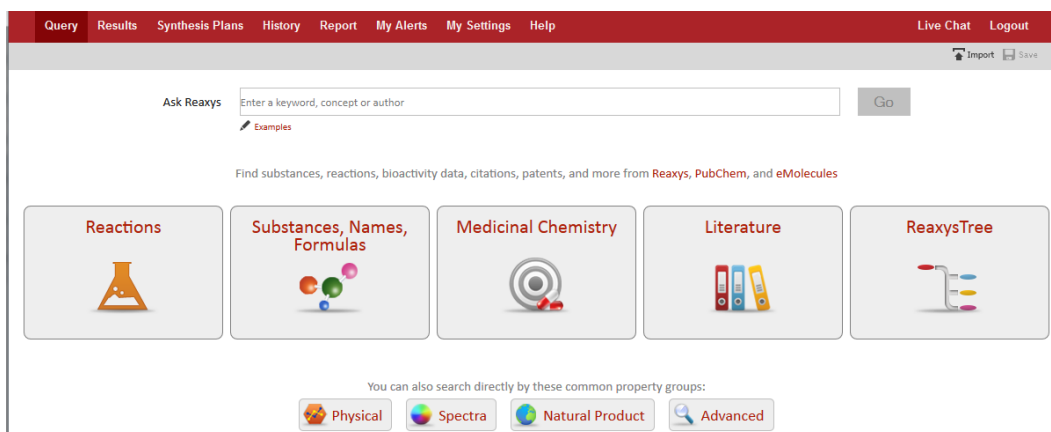 Query Results Synthesis Plans History Report My Alerts My Settings Help Live Chat Logout
Import Save
Ask Reaxys Enter a keyword, concept or author Go
Examples
Find substances, reactions, bioactivity data, citations, patents, and more from Reaxys, PubChem, and eMolecules
Reactions
Substances, Names,
Formulas
Medicinal Chemistry
Literature
ReaxysTree
You can also search directly by these common property groups:
Physical Spectra Natural Product Advanced